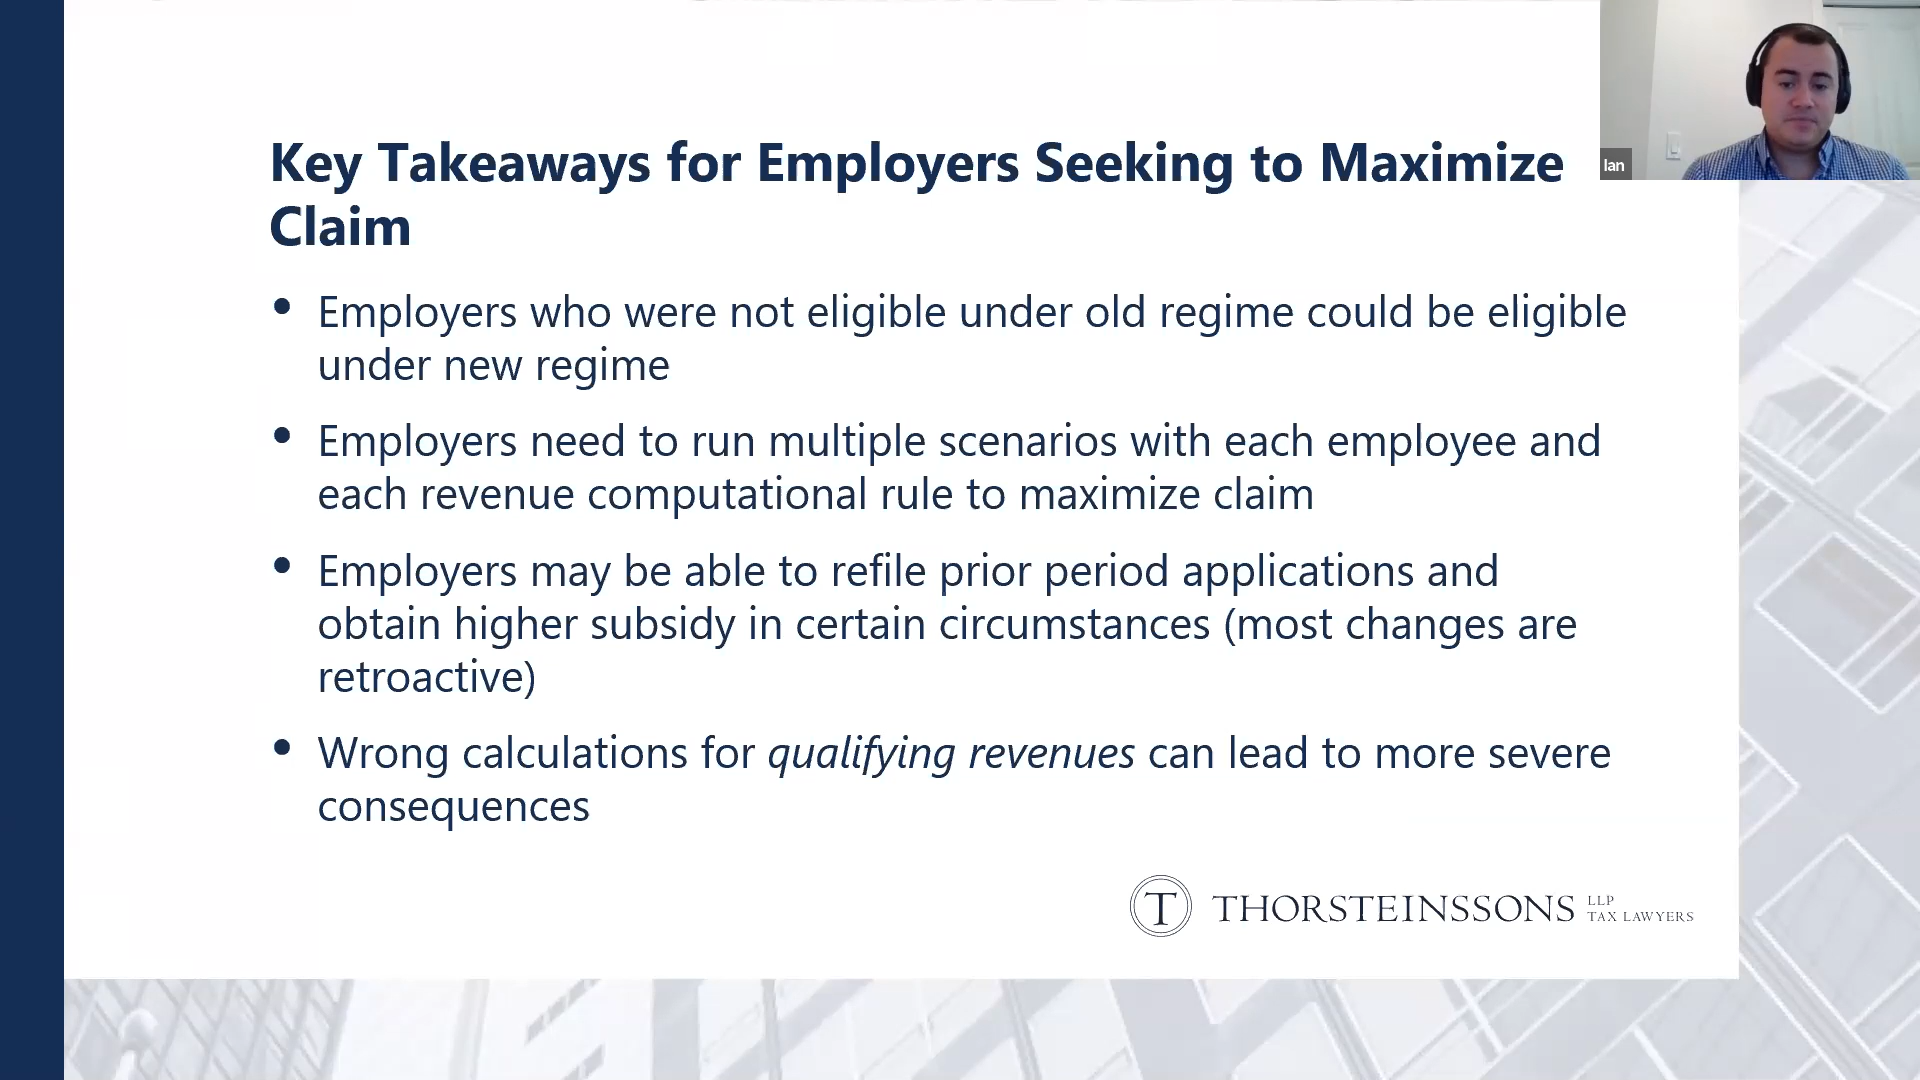 Key Takeaways for Employers Seeking to Maximize
Claim
Ian
• Employers who were not eligible under old regime could be eligible
under new regime
• Employers need to run multiple scenarios with each employee and
each revenue computational rule to maximize claim
• Employers may be able to refile prior period applications and
obtain higher subsidy in certain circumstances (most changes are
retroactive)
• Wrong calculations for qualifying revenues can lead to more severe
consequences
T THORSTEINSSONS LLP
TAX LAWYERS